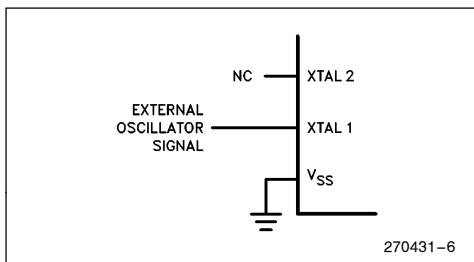 NC
XTAL 2
EXTERNAL
OSCILLATOR
SIGNAL
XTAL 1
VSS
270431–6